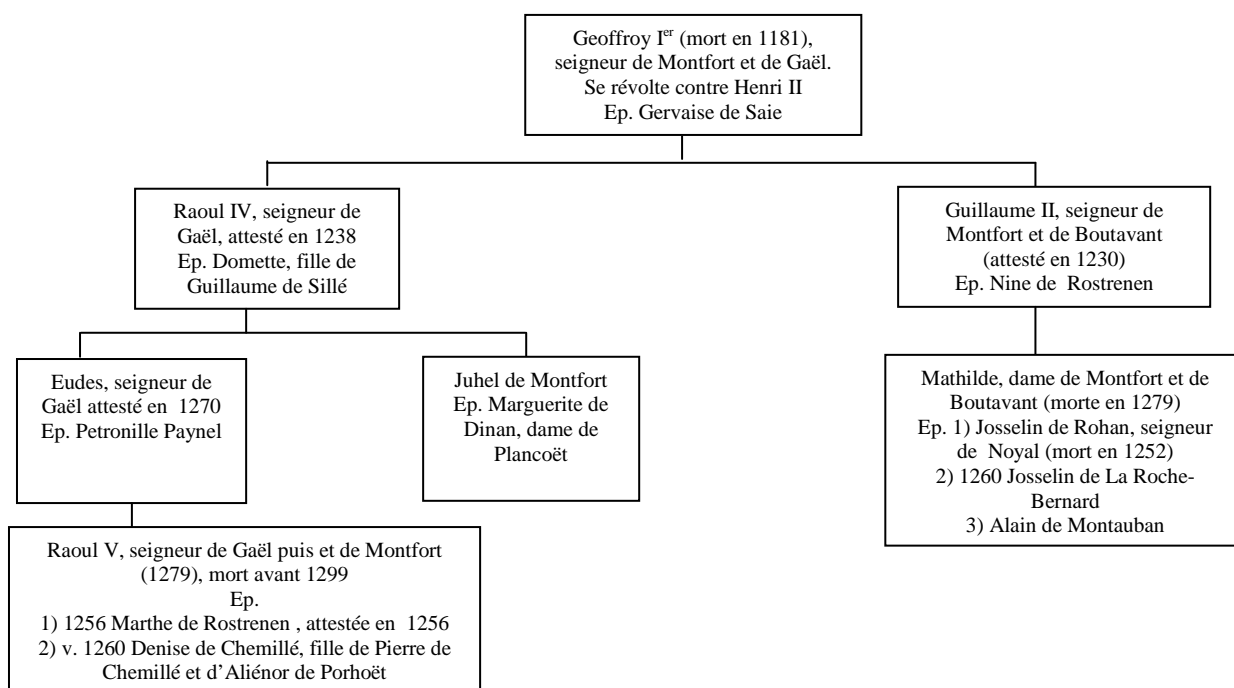 Geoffroy Ier (mort en 1181),
seigneur de Montfort et de Gaël.
Se révolte contre Henri II
Ep. Gervaise de Saie
Raoul IV, seigneur de
Gaël, attesté en 1238
Ep. Domette, fille de
Guillaume de Sillé
Guillaume II, seigneur de
Montfort et de Boutavant
(attesté en 1230)
Ep. Nine de Rostrenen
Eudes, seigneur de
Gaël attesté en 1270
Ep. Petronille Paynel
Juhel de Montfort
Ep. Marguerite de
Dinan, dame de
Plancoët
Mathilde, dame de Montfort et de
Boutavant (morte en 1279)
Ep. 1) Josselin de Rohan, seigneur
de Noyal (mort en 1252)
2) 1260 Josselin de La Roche-
Bernard
3) Alain de Montauban
Raoul V, seigneur de Gaël puis et de Montfort
(1279), mort avant 1299
Ep.
1) 1256 Marthe de Rostrenen , attestée en 1256
2) v. 1260 Denise de Chemillé, fille de Pierre de
Chemillé et d'Aliénor de Porhoët